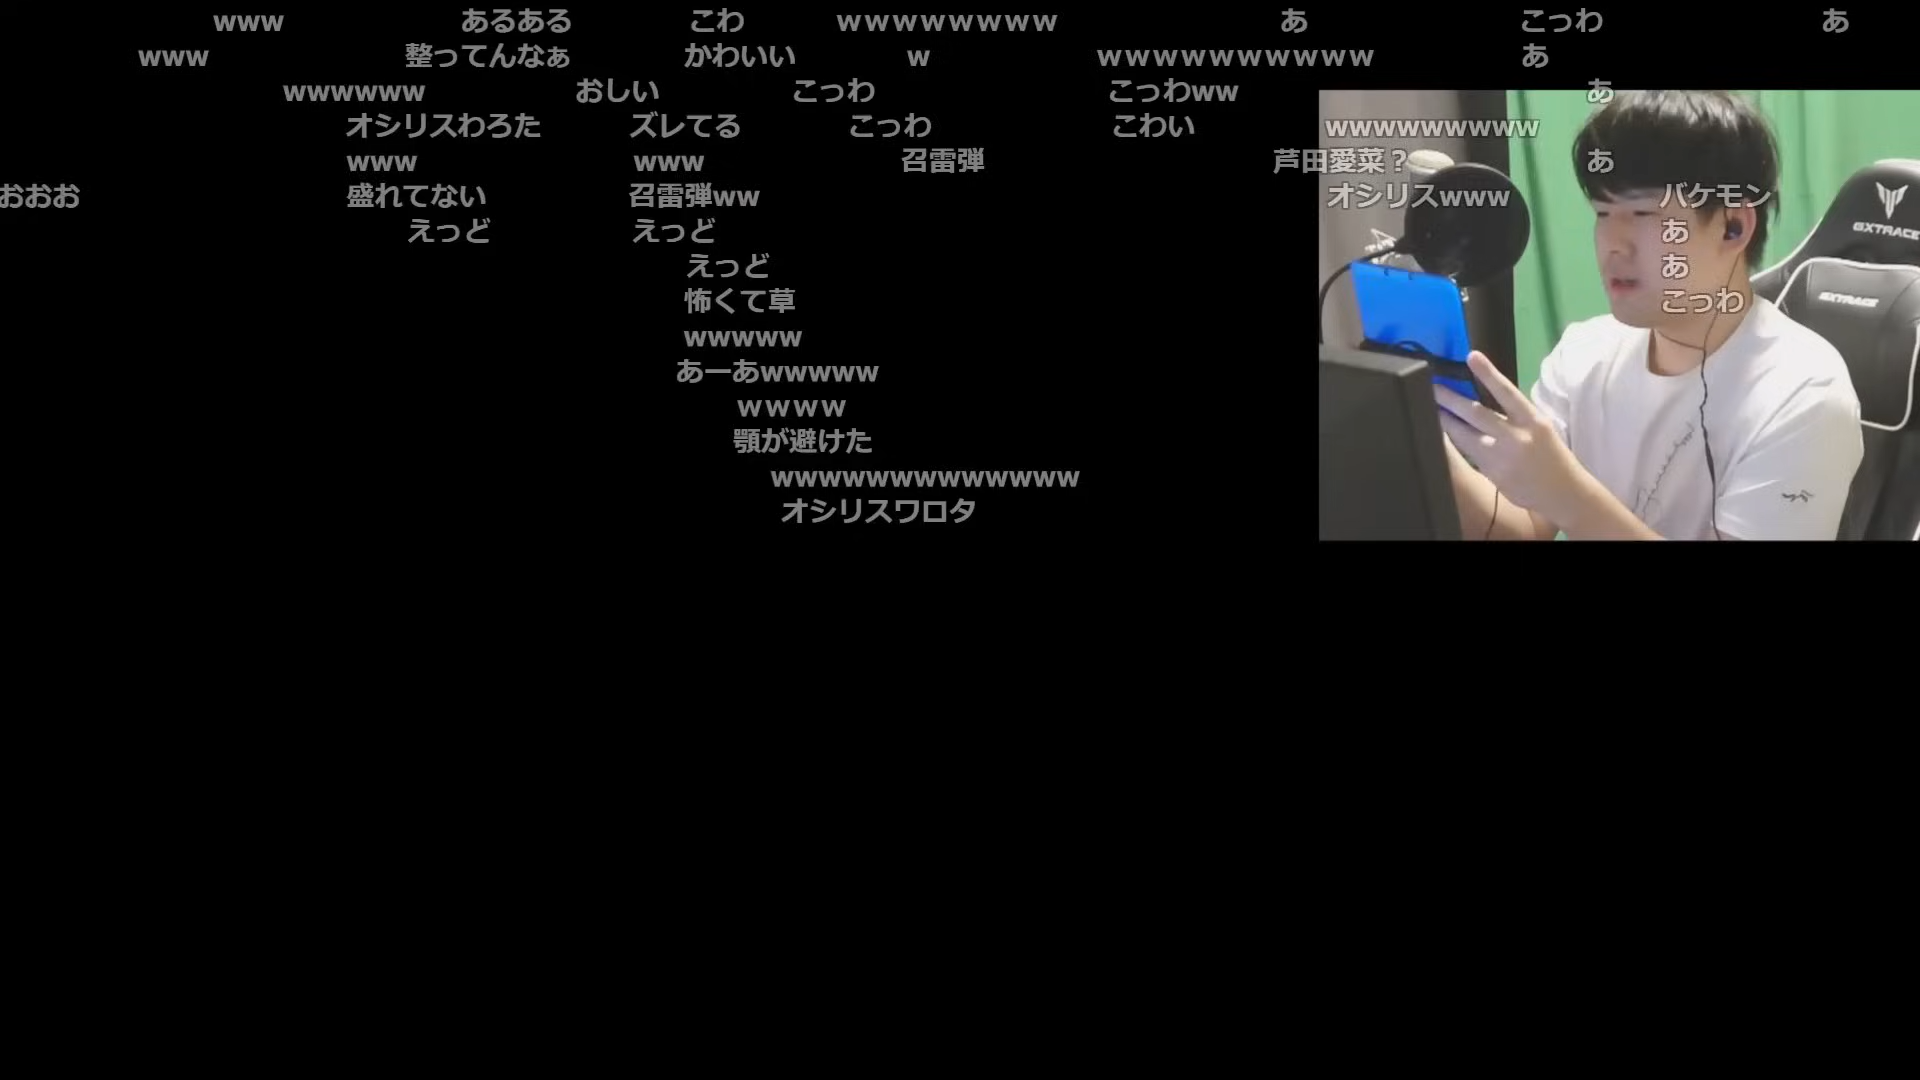 www あるある こわ ｗｗｗｗｗｗｗｗ あ こっわ あ
www 整ってんなぁ かわいい w ｗｗｗｗｗｗｗｗｗｗ あ
wwwwww おしい こっわ こっわww あ
オシリスわろた ズレてる こっわ こわい wwwwwwwww
www www 召雷弾 芦田愛菜？ あ
おおお 盛れてない 召雷弾ww オシリスwww バケモン
えっど えっど あ
えっど あ
怖くて草 こっわ
wwwww
あーあwwwww
ｗｗｗｗ
顎が避けた
wwwwwwwwwwwww
オシリスワロタ
GXTRACE
GXTRACE